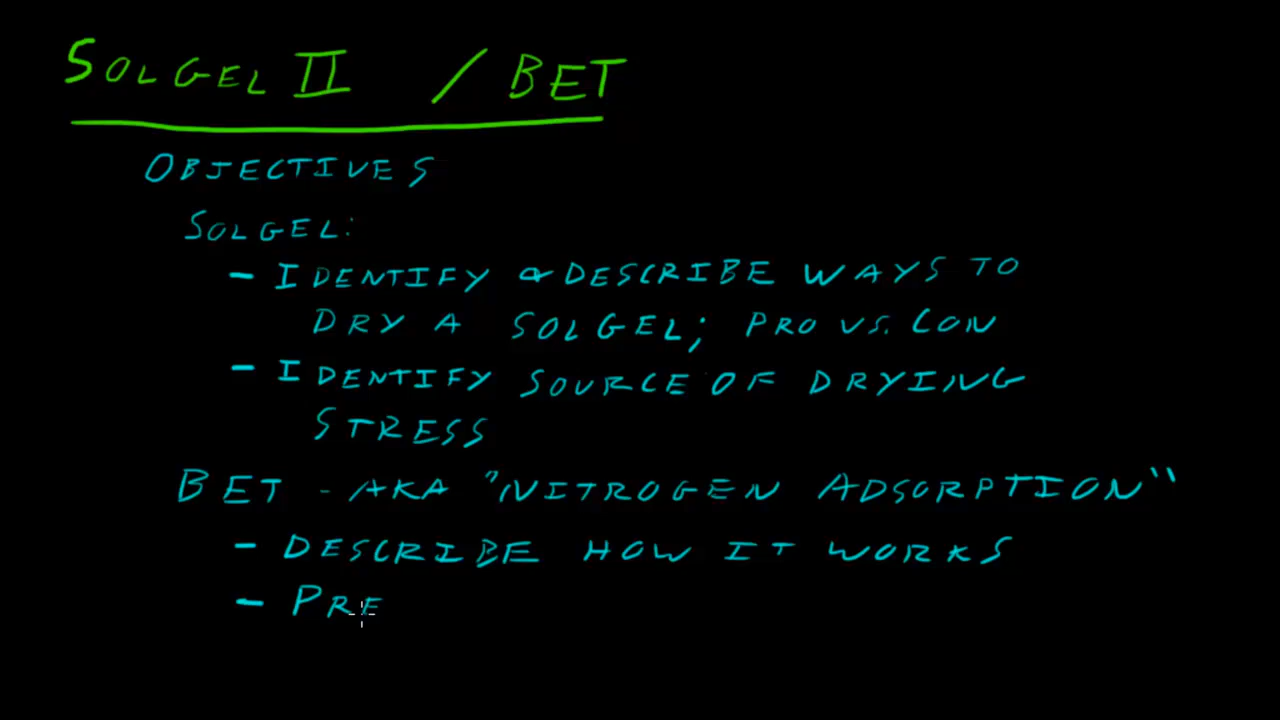 SOLGEL II / BET
OBJECTIVES
SOLGEL:
- IDENTIFY & DESCRIBE WAYS TO
DRY A SOLGEL; PRO VS. CON
- IDENTIFY SOURCE OF DRYING
STRESS
BET - AKA "NITROGEN ADSORPTION"
- DESCRIBE HOW IT WORKS
- PRE